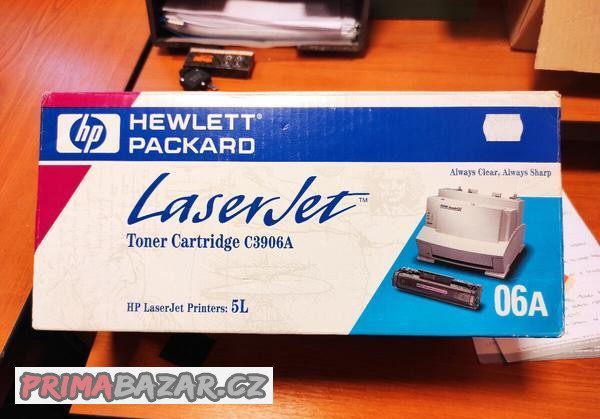 hp
HEWLETT®
PACKARD
Always Clear, Always Sharp
LaserJet™
Toner Cartridge C3906A
HP LaserJet Printers: 5L
06A
PRIMABAZAR.CZ